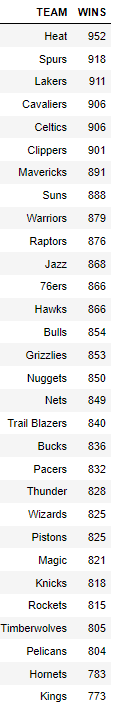 TEAM WINS
Heat 952
Spurs 918
Lakers 911
Cavaliers 906
Celtics 906
Clippers 901
Mavericks 891
Suns 888
Warriors 879
Raptors 876
Jazz 868
76ers 866
Hawks 866
Bulls 854
Grizzlies 853
Nuggets 850
Nets 849
Trail Blazers 840
Bucks 836
Pacers 832
Thunder 828
Wizards 825
Pistons 825
Magic 821
Knicks 818
Rockets 815
Timberwolves 805
Pelicans 804
Hornets 783
Kings 773